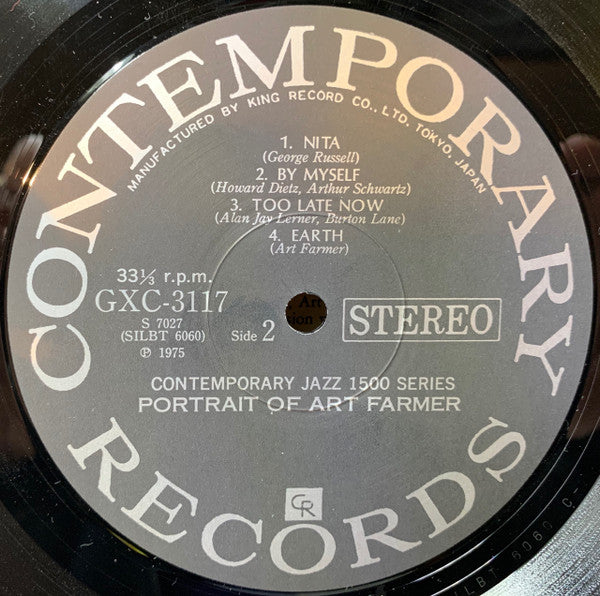 CONTEMPORARY
MANUFACTURED BY KING RECORD CO., LTD. TOKYO, JAPAN
1. NITA
(George Russell)
2. BY MYSELF
(Howard Dietz, Arthur Schwartz)
3. TOO LATE NOW
(Alan Jay Lerner, Burton Lane)
4. EARTH
(Art Farmer)
33⅓ r.p.m.
GXC-3117
S 7027
(SILBT 6060)
Side 2
℗ 1975
STEREO
CONTEMPORARY JAZZ 1500 SERIES
PORTRAIT OF ART FARMER
CR
RECORDS